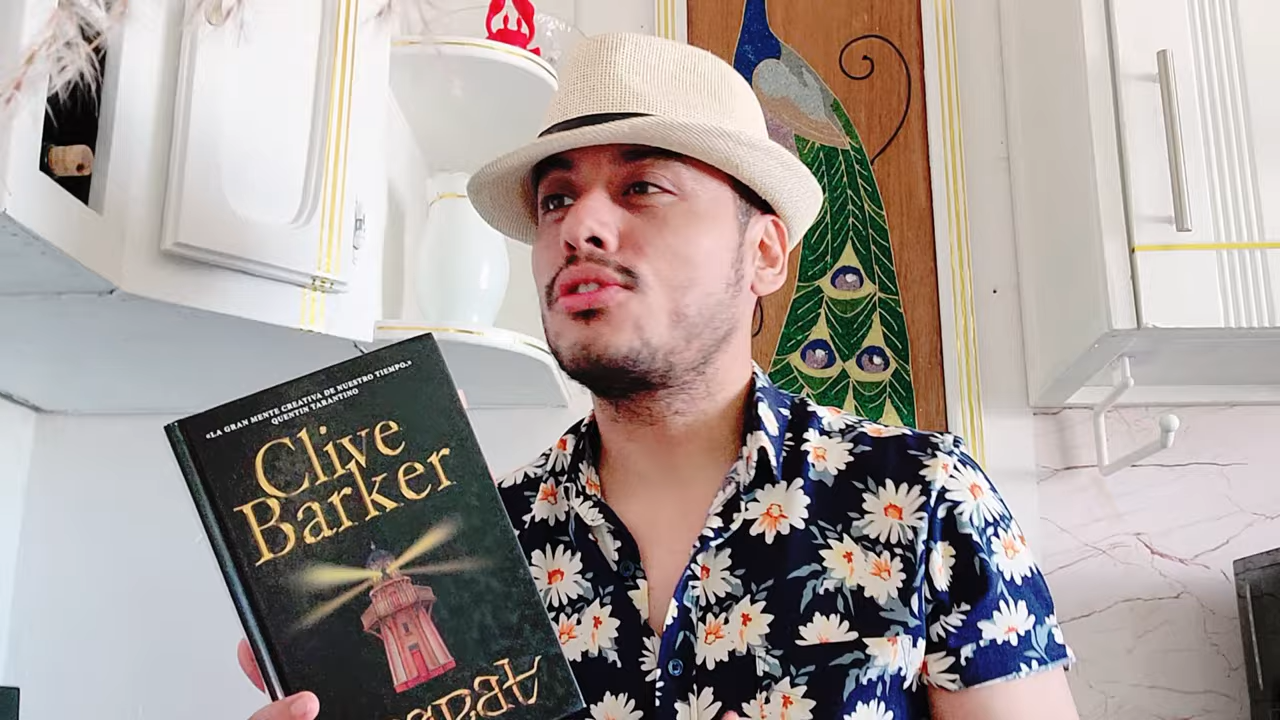 «LA GRAN MENTE CREATIVA DE NUESTRO TIEMPO.»
QUENTIN TARANTINO
Clive
Barker